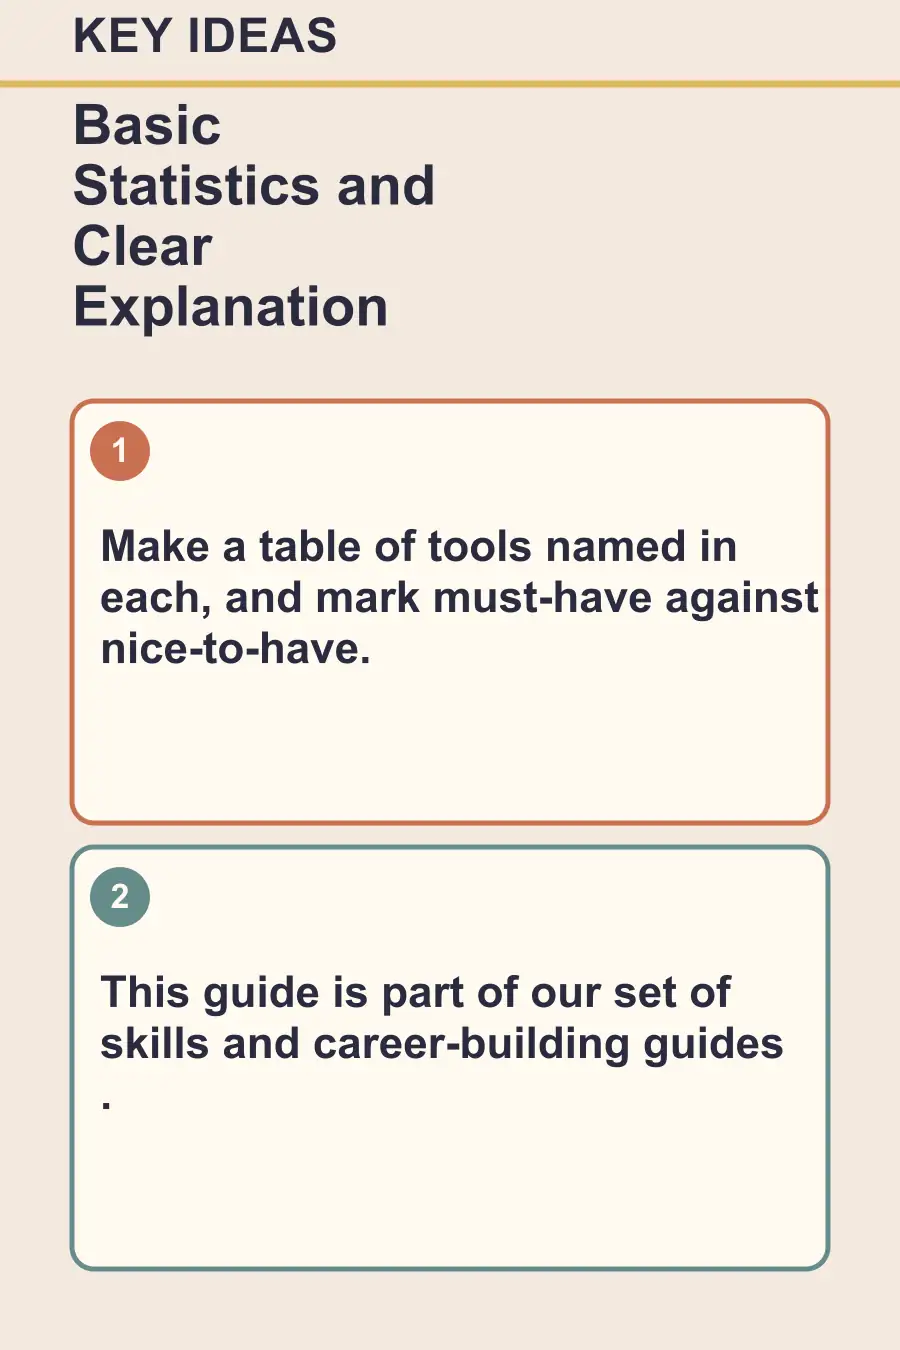 KEY IDEAS
Basic
Statistics and
Clear
Explanation
1
Make a table of tools named in
each, and mark must-have against
nice-to-have.
2
This guide is part of our set of
skills and career-building guides
.